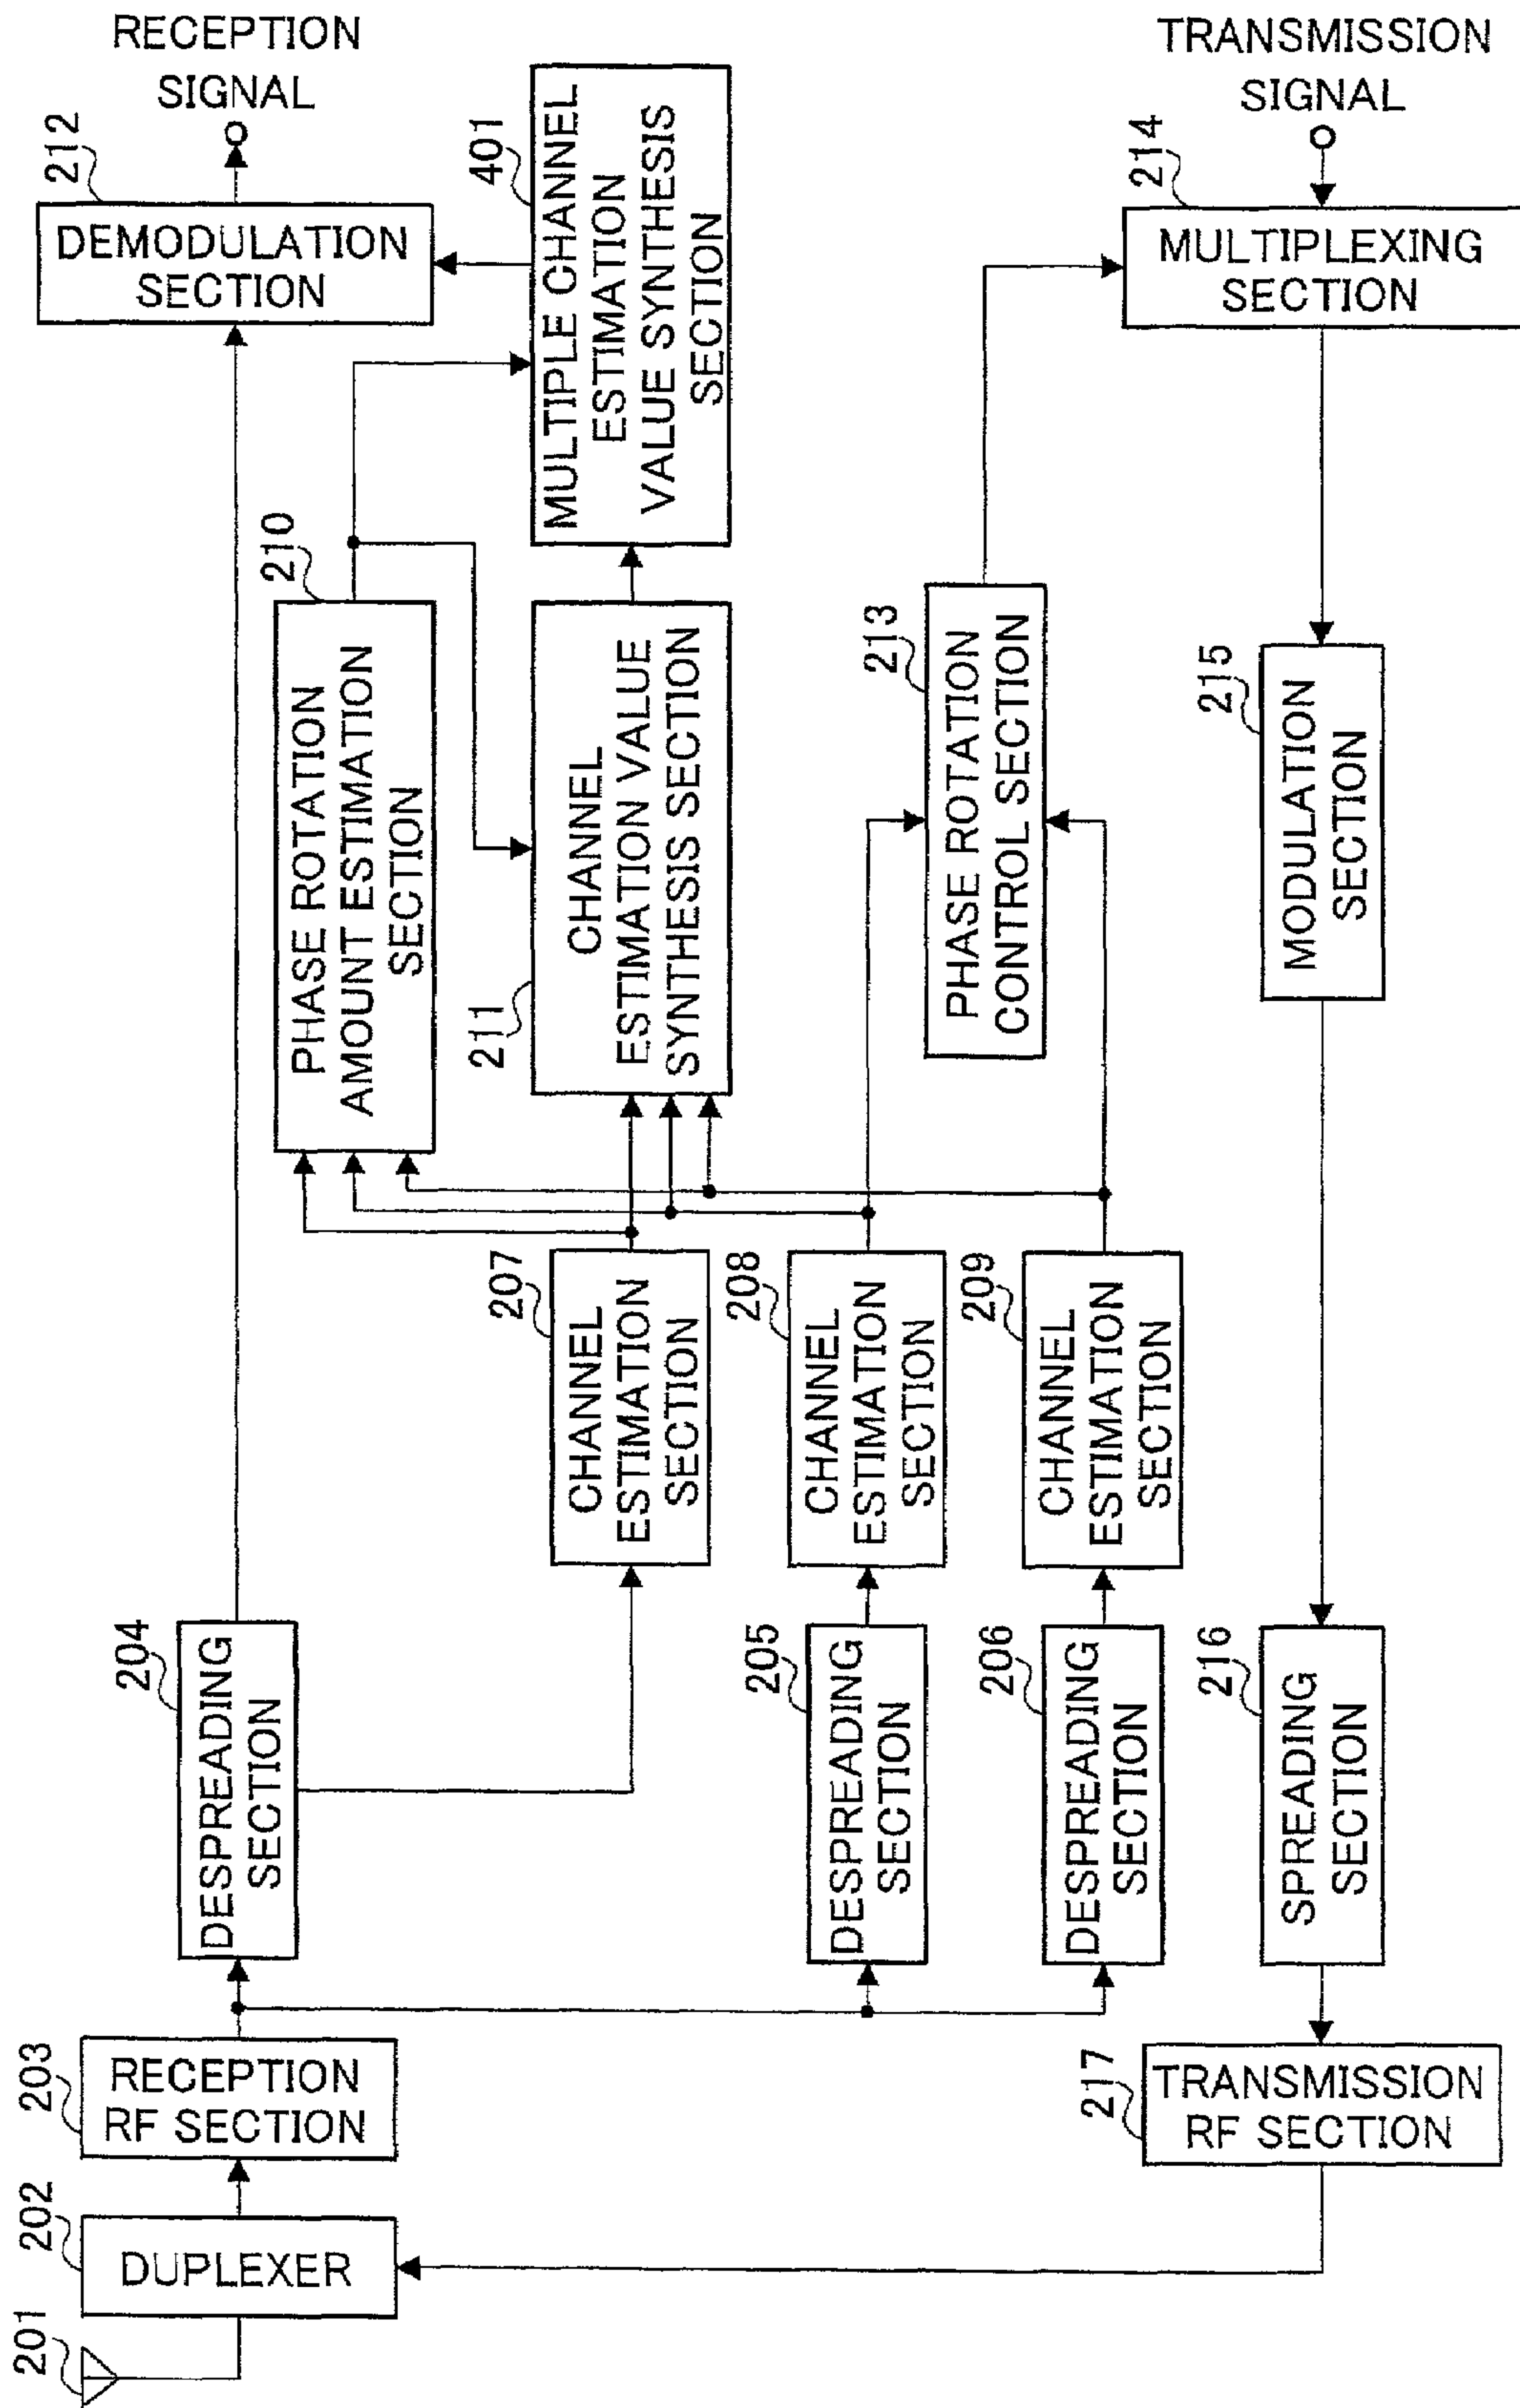 RECEPTION
SIGNAL
TRANSMISSION
SIGNAL
212
DEMODULATION
SECTION
401
MULTIPLE CHANNEL
ESTIMATION
VALUE SYNTHESIS
SECTION
214
MULTIPLEXING
SECTION
210
PHASE ROTATION
AMOUNT ESTIMATION
SECTION
211
CHANNEL
ESTIMATION VALUE
SYNTHESIS SECTION
213
PHASE ROTATION
CONTROL SECTION
215
MODULATION
SECTION
207
CHANNEL
ESTIMATION
SECTION
208
CHANNEL
ESTIMATION
SECTION
209
CHANNEL
ESTIMATION
SECTION
204
DESPREADING
SECTION
205
DESPREADING
SECTION
206
DESPREADING
SECTION
216
SPREADING
SECTION
203
RECEPTION
RF SECTION
217
TRANSMISSION
RF SECTION
202
DUPLEXER
201